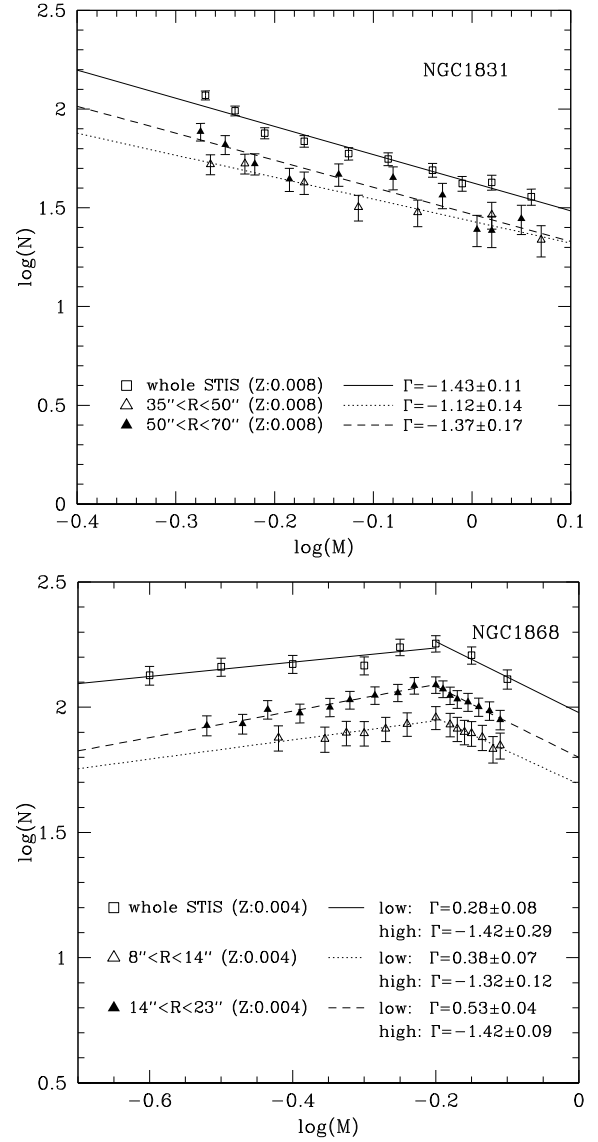 2.5
NGC1831
2
1.5
log(N)
1
whole STIS (Z:0.008) Γ=−1.43±0.11
35''<R<50'' (Z:0.008) Γ=−1.12±0.14
50''<R<70'' (Z:0.008) Γ=−1.37±0.17
0.5
0
−0.4 −0.3 −0.2 −0.1 0 0.1
log(M)
2.5
NGC1868
2
log(N)
1.5
whole STIS (Z:0.004) low: Γ=0.28±0.08
high: Γ=−1.42±0.29
8''<R<14'' (Z:0.004) low: Γ=0.38±0.07
1
high: Γ=−1.32±0.12
14''<R<23'' (Z:0.004) low: Γ=0.53±0.04
high: Γ=−1.42±0.09
0.5
−0.6 −0.4 −0.2 0
log(M)